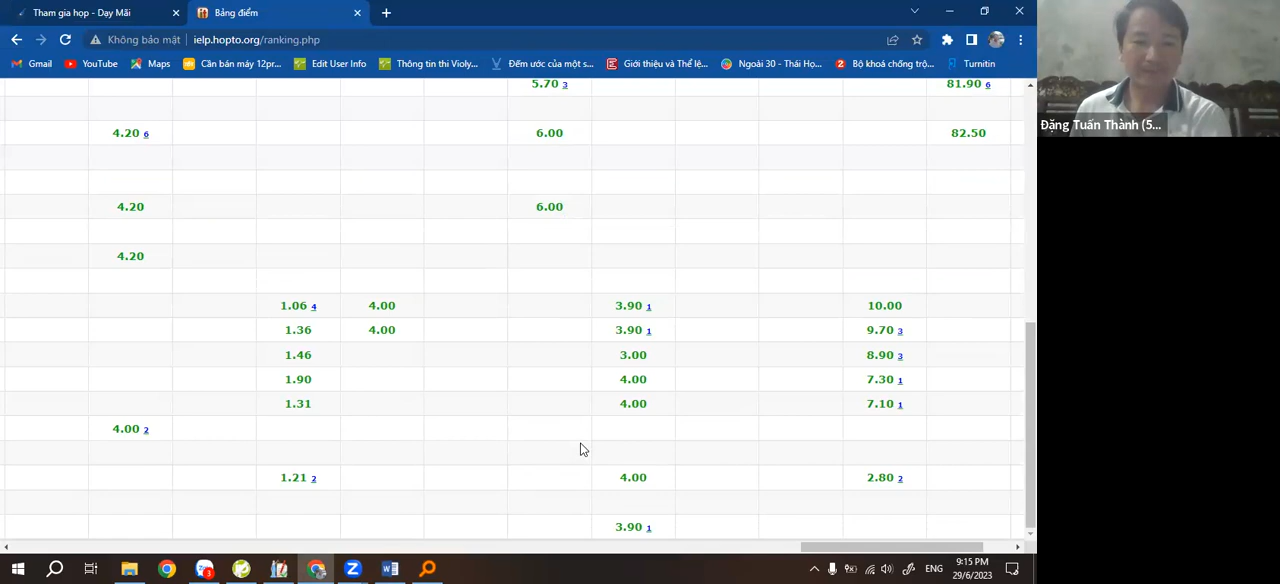 Tham gia họp - Dạy Mãi
Bảng điểm
Không bảo mật
ielp.hopto.org/ranking.php
Gmail
YouTube
Maps
Cần bán máy 12pr...
Edit User Info
Thông tin thi Violy...
Đếm ước của một s...
Giới thiệu và Thể lệ...
Ngoài 30 - Thái Họ...
Bộ khoá chống trộ...
Turnitin
5.70 3 81.90 6
4.20 6 6.00 82.50
4.20 6.00
4.20
1.06 4 4.00 3.90 1 10.00
1.36 4.00 3.90 1 9.70 3
1.46 3.00 8.90 3
1.90 4.00 7.30 1
1.31 4.00 7.10 1
4.00 2
1.21 2 4.00 2.80 2
3.90 1
Đặng Tuấn Thành (5...
ENG
9:15 PM
29/6/2023